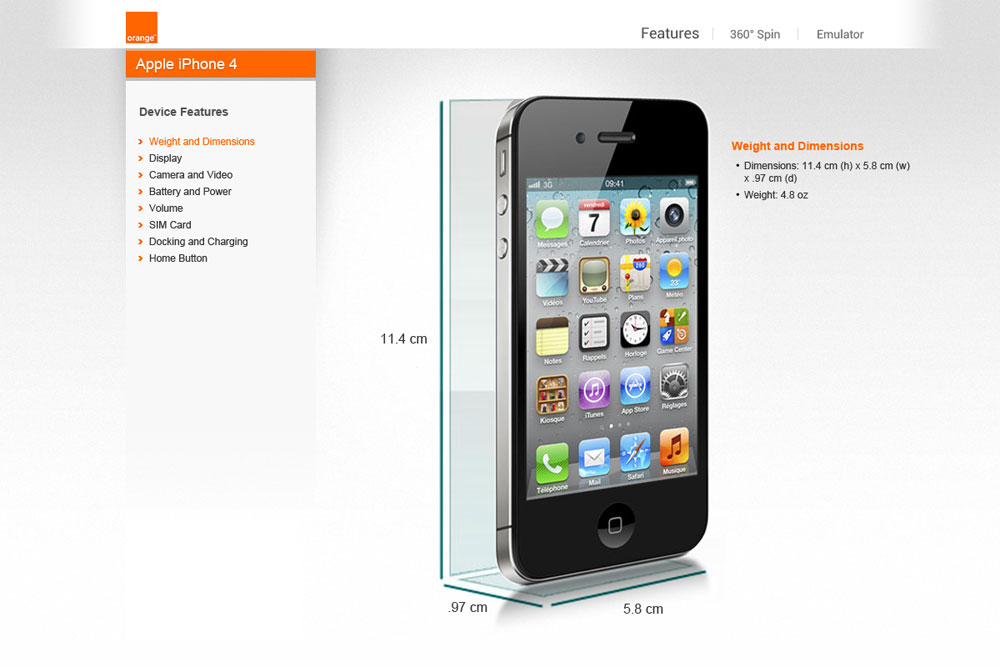 orange™
Features
360° Spin
Emulator
Apple iPhone 4
Device Features
Weight and Dimensions
Display
Camera and Video
Battery and Power
Volume
SIM Card
Docking and Charging
Home Button
11.4 cm
.97 cm
5.8 cm
3G 09:41
vendredi
7
Messages Calendrier Photos Appareil photo
280
23°
Vidéos YouTube Plans Météo
Notes Rappels Horloge Game Center
Kiosque iTunes App Store Réglages
Téléphone Mail Safari Musique
Weight and Dimensions
• Dimensions: 11.4 cm (h) x 5.8 cm (w)
x .97 cm (d)
• Weight: 4.8 oz